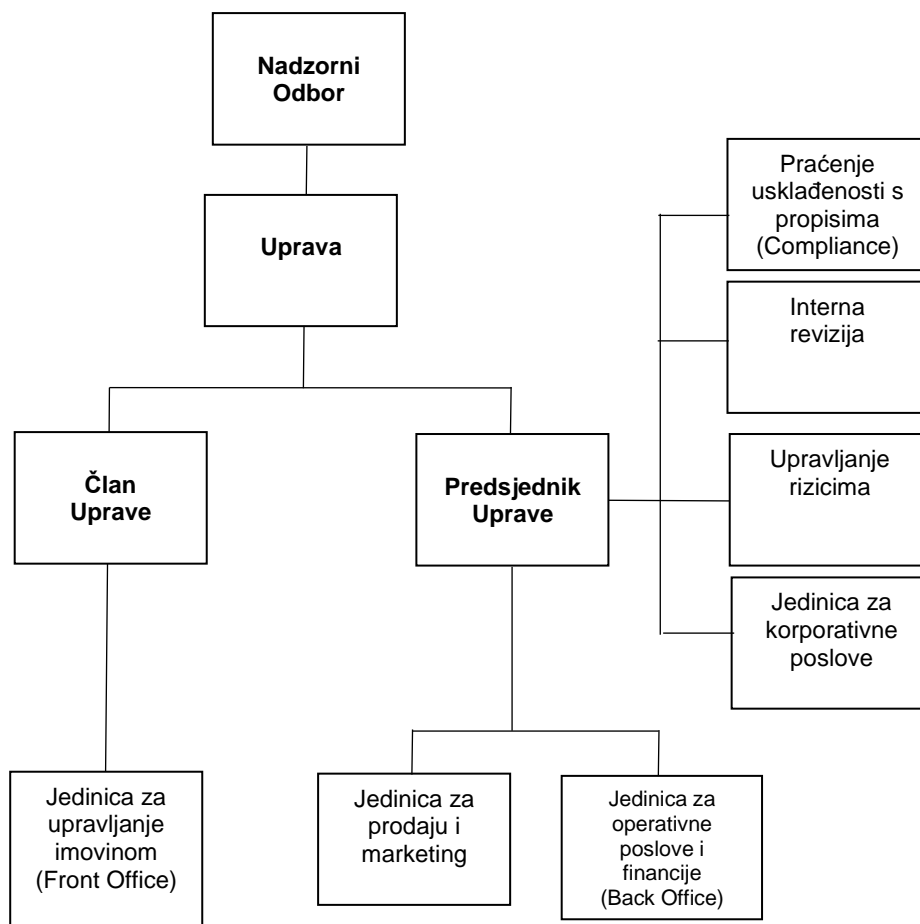 Nadzorni
Odbor
Uprava
Praćenje
usklađenosti s
propisima
(Compliance)
Interna
revizija
Član
Uprave
Predsjednik
Uprave
Upravljanje
rizicima
Jedinica za
korporativne
poslove
Jedinica za
upravljanje
imovinom
(Front Office)
Jedinica za
prodaju i
marketing
Jedinica za
operativne
poslove i
financije
(Back Office)